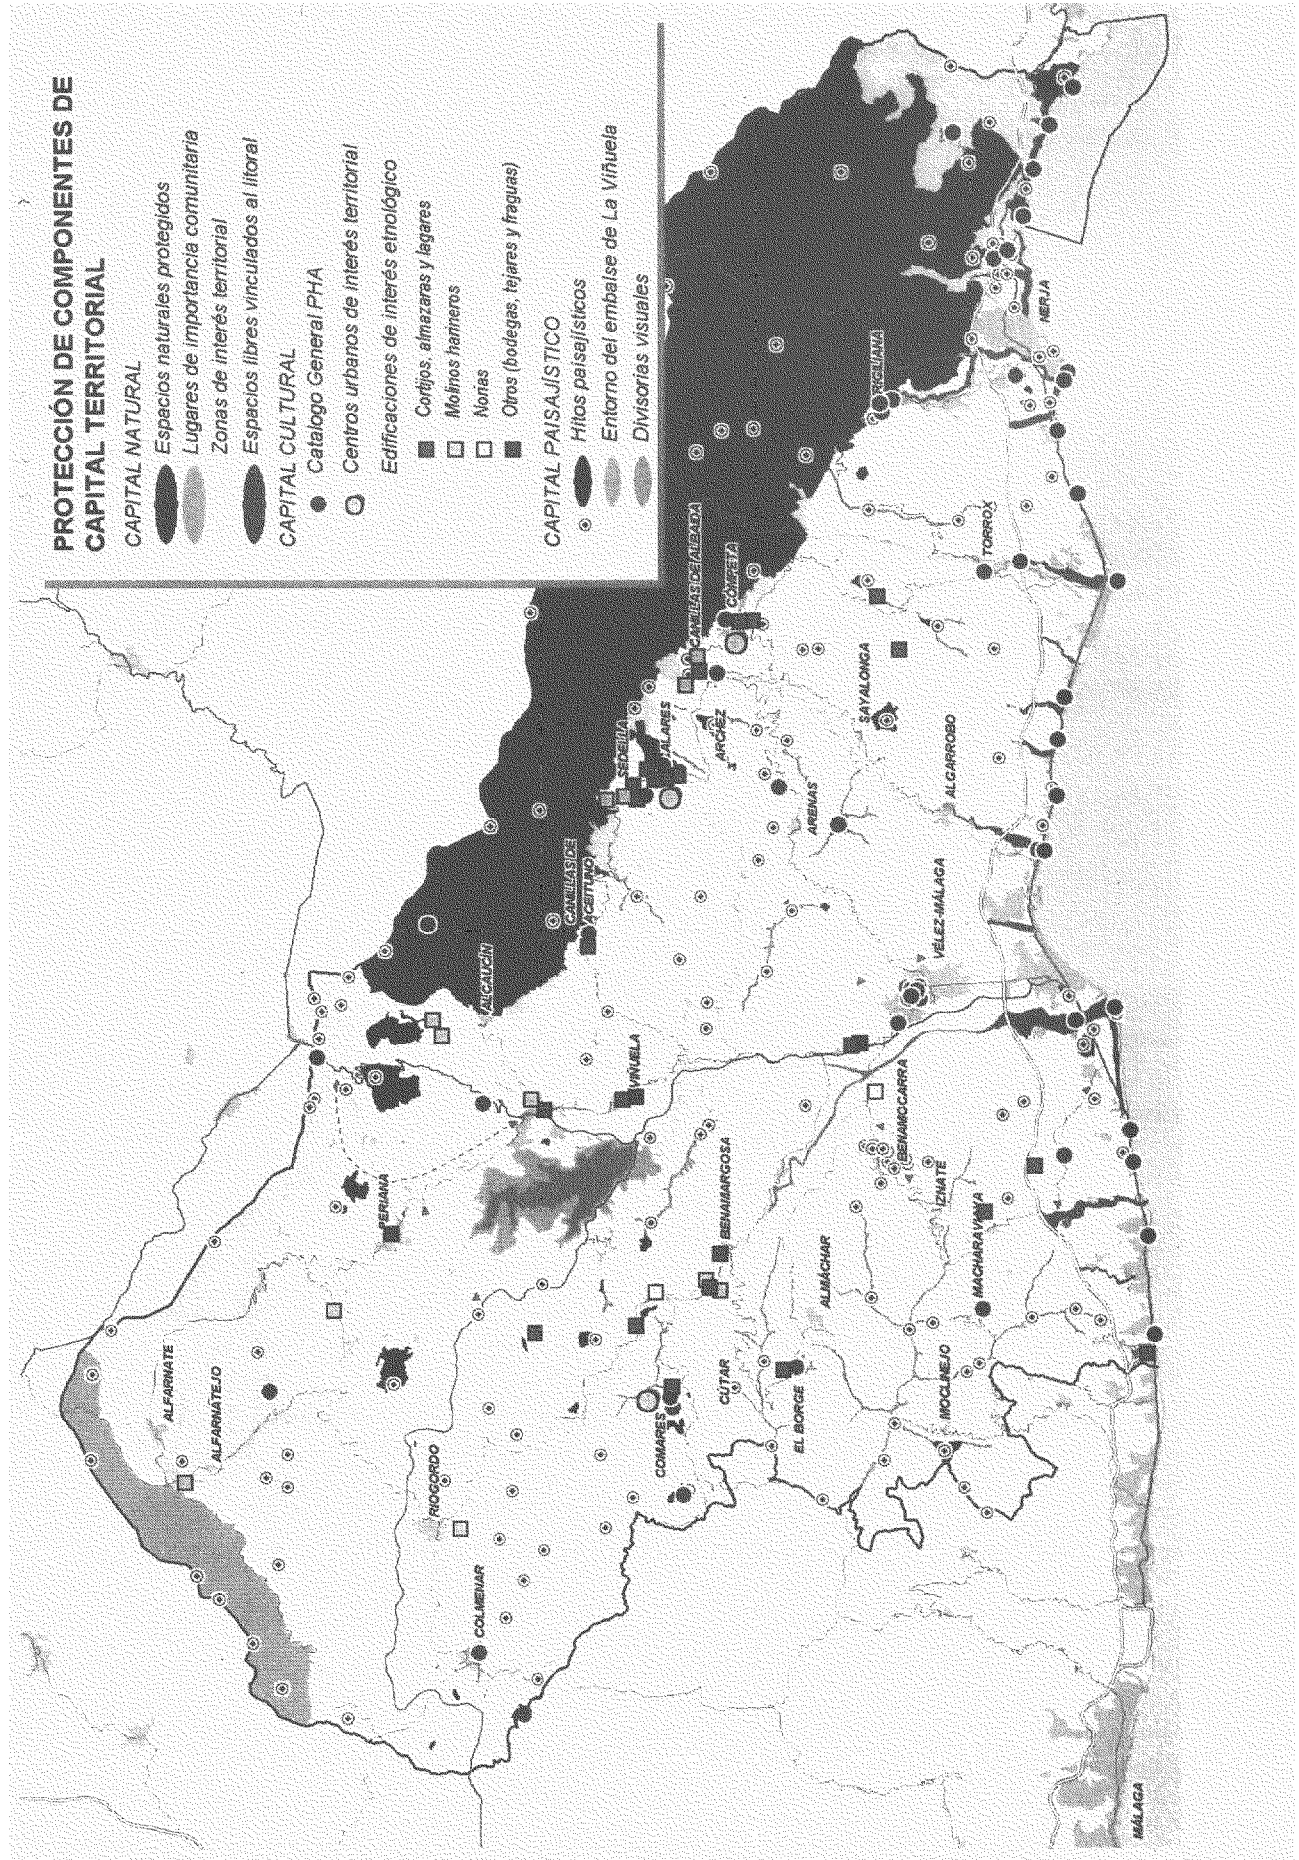 PROTECCIÓN DE COMPONENTES DE
CAPITAL TERRITORIAL
CAPITAL NATURAL
Espacios naturales protegidos
Lugares de importancia comunitaria
Zonas de interés territorial
Espacios libres vinculados al litoral
CAPITAL CULTURAL
Catalogo General PHA
Centros urbanos de interés territorial
Edificaciones de interés etnológico
Cortijos, almazaras y lagares
Molinos harineros
Norias
Otros (bodegas, tejares y fraguas)
CAPITAL PAISAJÍSTICO
Hitos paisajísticos
Entorno del embalse de La Viñuela
Divisorias visuales
ALFARNATE
ALFARNATEJO
PERIANA
RIOGORDO
COLMENAR
ALCAUCÍN
CANILLAS DE
ACEITUNO
SEDELLA
SALARES
CANILLAS DE ALBAIDA
CÓMPETA
ARCHEZ
VIÑUELA
COMARES
CÚTAR
BENAMARGOSA
EL BORGE
ALMÁCHAR
ARENAS
SAYALONGA
FRIGILIANA
BENAMOCARRA
IZNATE
MACHARAVIAYA
MOCLINEJO
VÉLEZ-MÁLAGA
ALGARROBO
TORROX
NERJA
MÁLAGA